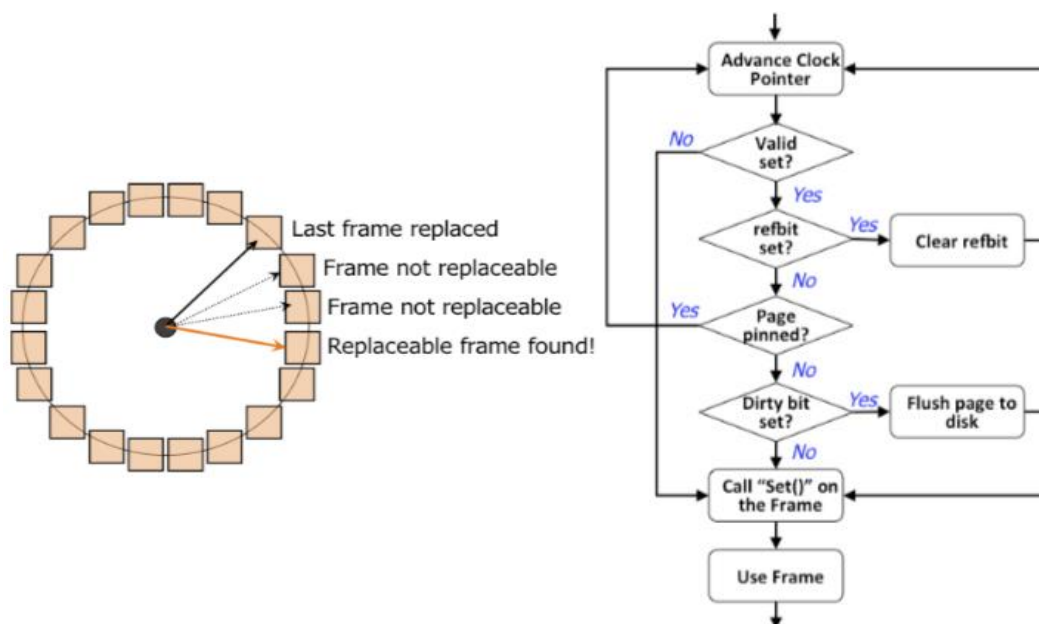 Last frame replaced
Frame not replaceable
Frame not replaceable
Replaceable frame found!
Advance Clock
Pointer
No
Valid
set?
Yes
refbit
set?
Yes
Clear refbit
No
Yes
Page
pinned?
No
Dirty bit
set?
Yes
Flush page to
disk
No
Call "Set()" on
the Frame
Use Frame